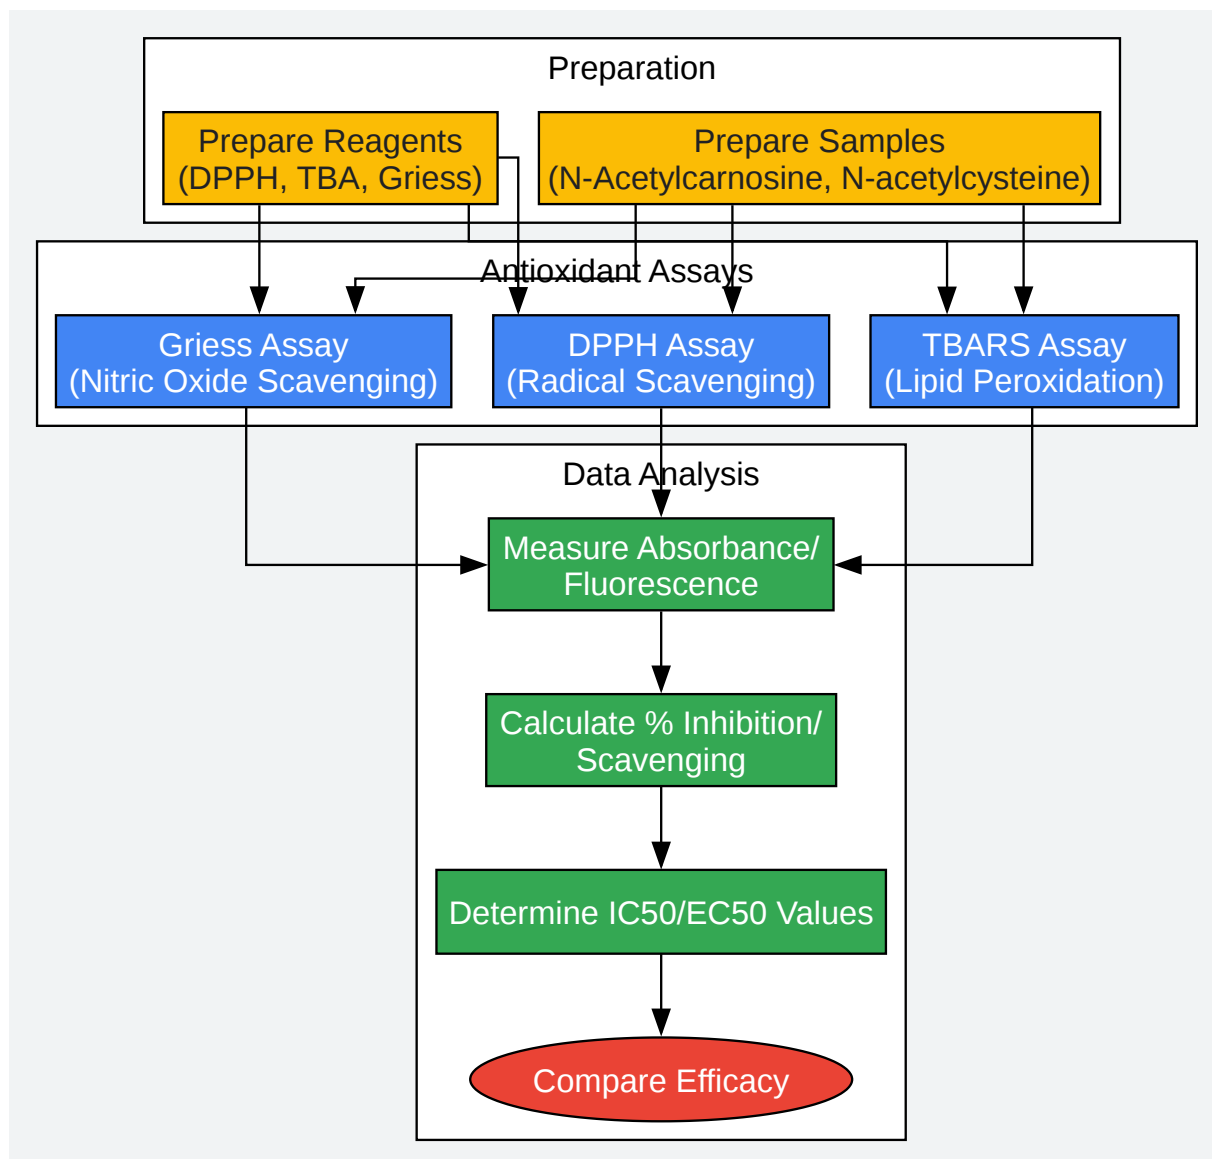 Preparation
Prepare Reagents
(DPPH, TBA, Griess)
Prepare Samples
(N-Acetylcarnosine, N-acetylcysteine)
Antioxidant Assays
Griess Assay
(Nitric Oxide Scavenging)
DPPH Assay
(Radical Scavenging)
TBARS Assay
(Lipid Peroxidation)
Data Analysis
Measure Absorbance/
Fluorescence
Calculate % Inhibition/
Scavenging
Determine IC50/EC50 Values
Compare Efficacy